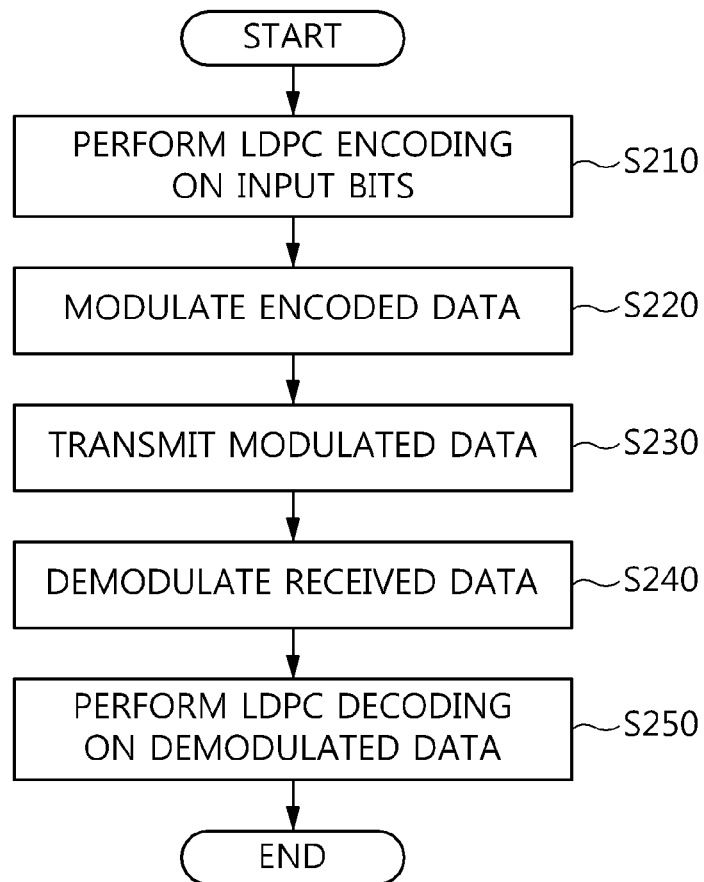 START
PERFORM LDPC ENCODING
ON INPUT BITS
S210
MODULATE ENCODED DATA
S220
TRANSMIT MODULATED DATA
S230
DEMODULATE RECEIVED DATA
S240
PERFORM LDPC DECODING
ON DEMODULATED DATA
S250
END